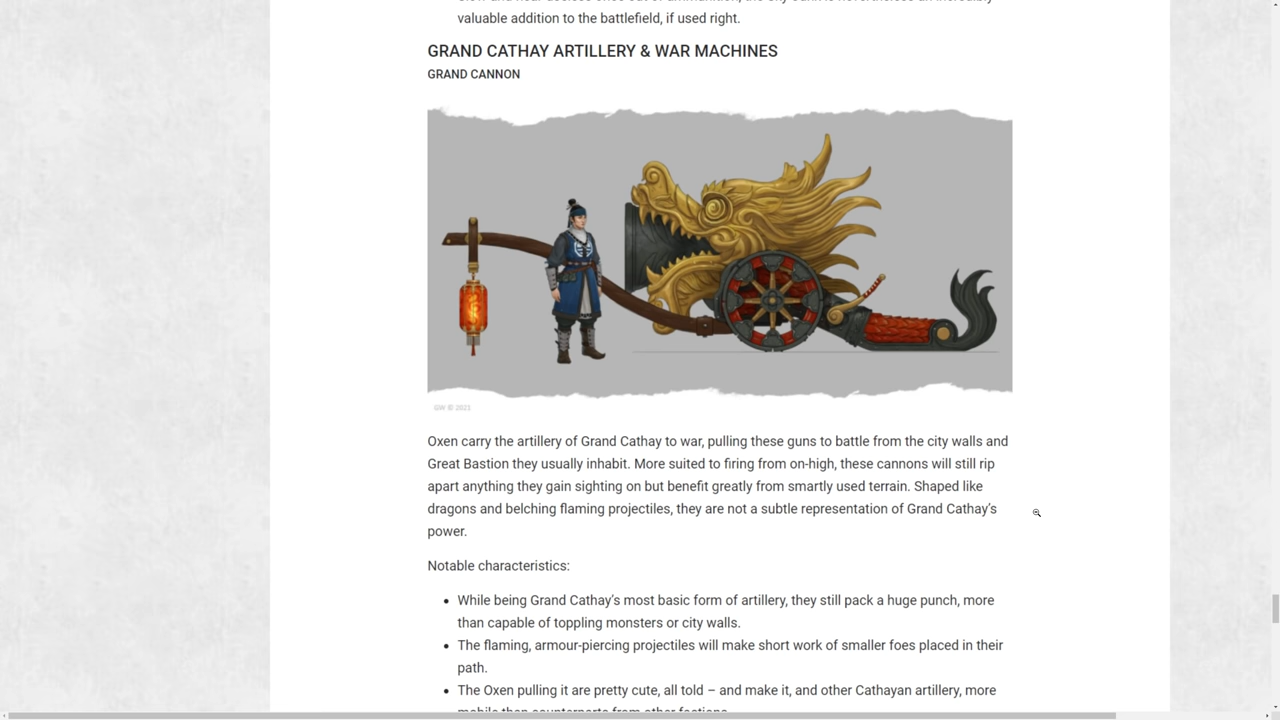 valuable addition to the battlefield, if used right.
GRAND CATHAY ARTILLERY & WAR MACHINES
GRAND CANNON
GW © 2021
Oxen carry the artillery of Grand Cathay to war, pulling these guns to battle from the city walls and
Great Bastion they usually inhabit. More suited to firing from on-high, these cannons will still rip
apart anything they gain sighting on but benefit greatly from smartly used terrain. Shaped like
dragons and belching flaming projectiles, they are not a subtle representation of Grand Cathay's
power.
Notable characteristics:
• While being Grand Cathay's most basic form of artillery, they still pack a huge punch, more
than capable of toppling monsters or city walls.
• The flaming, armour-piercing projectiles will make short work of smaller foes placed in their
path.
• The Oxen pulling it are pretty cute, all told – and make it, and other Cathayan artillery, more